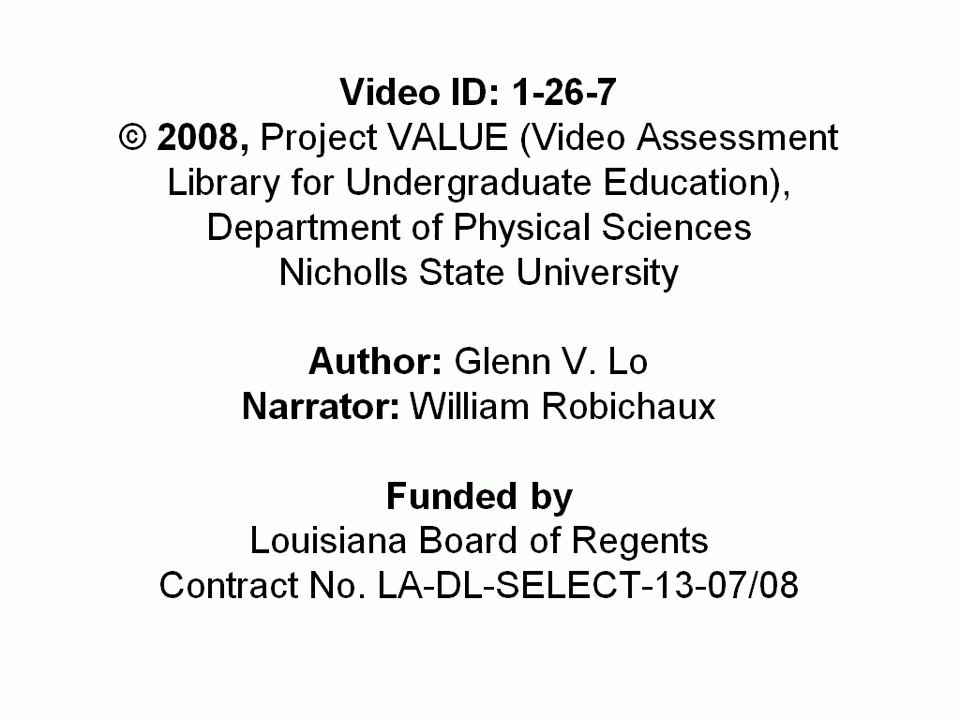 Video ID: 1-26-7
© 2008, Project VALUE (Video Assessment
Library for Undergraduate Education),
Department of Physical Sciences
Nicholls State University
Author: Glenn V. Lo
Narrator: William Robichaux
Funded by
Louisiana Board of Regents
Contract No. LA-DL-SELECT-13-07/08